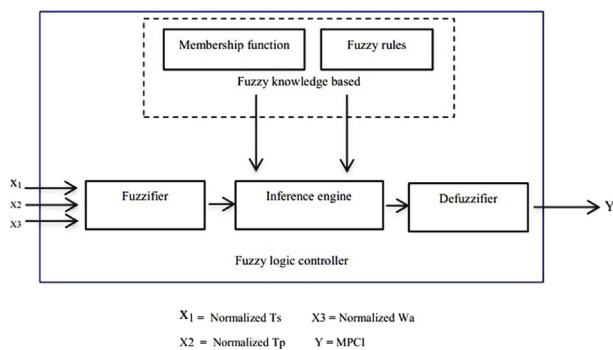 Membership function
Fuzzy rules
Fuzzy knowledge based
X1
X2
X3
Fuzzifier
Inference engine
Defuzzifier
Y
Fuzzy logic controller
X1 = Normalized Ts X3 = Normalized Wa
X2 = Normalized Tp Y = MPCI